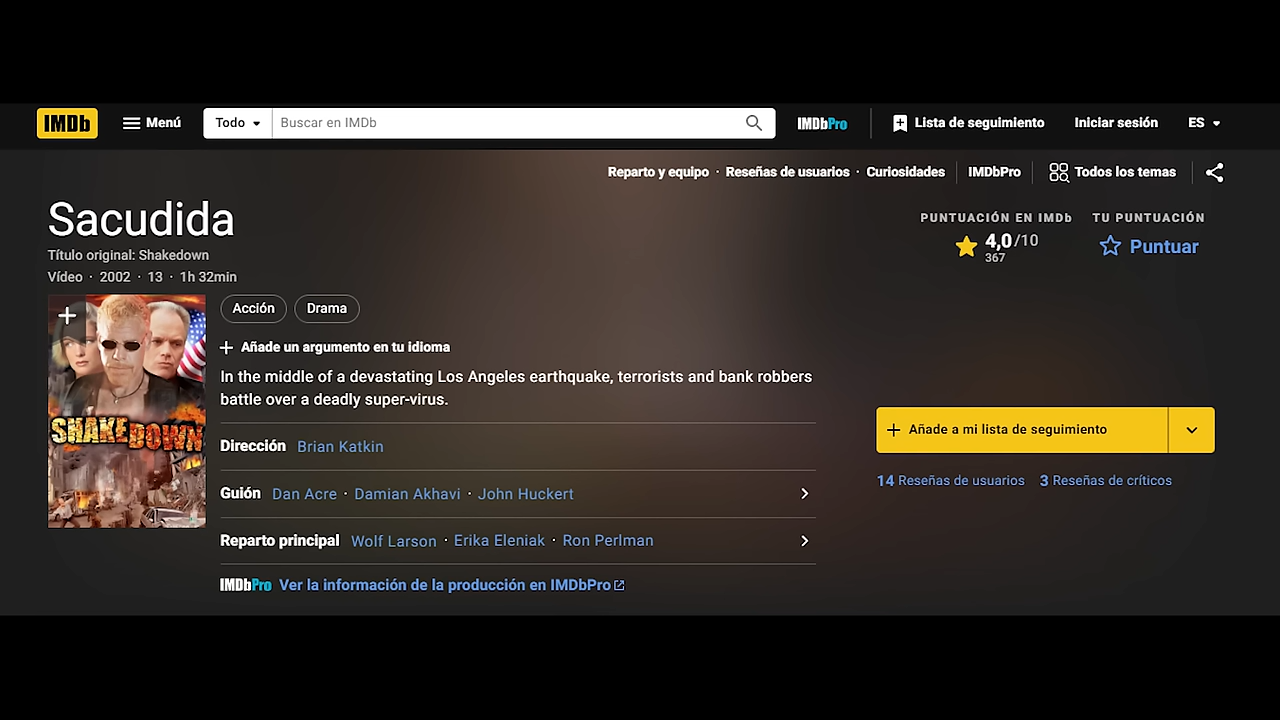 IMDb
Menú
Todo
Buscar en IMDb
IMDbPro
Lista de seguimiento
Iniciar sesión
ES
Reparto y equipo · Reseñas de usuarios · Curiosidades
IMDbPro
Todos los temas
Sacudida
Título original: Shakedown
Vídeo · 2002 · 13 · 1h 32min
PUNTUACIÓN EN IMDb
4,0/10
367
TU PUNTUACIÓN
Puntuar
SHAKEDOWN
Acción
Drama
Añade un argumento en tu idioma
In the middle of a devastating Los Angeles earthquake, terrorists and bank robbers
battle over a deadly super-virus.
Dirección Brian Katkin
Guión Dan Acre · Damian Akhavi · John Huckert
Reparto principal Wolf Larson · Erika Eleniak · Ron Perlman
IMDbPro Ver la información de la producción en IMDbPro
Añade a mi lista de seguimiento
14 Reseñas de usuarios 3 Reseñas de críticos